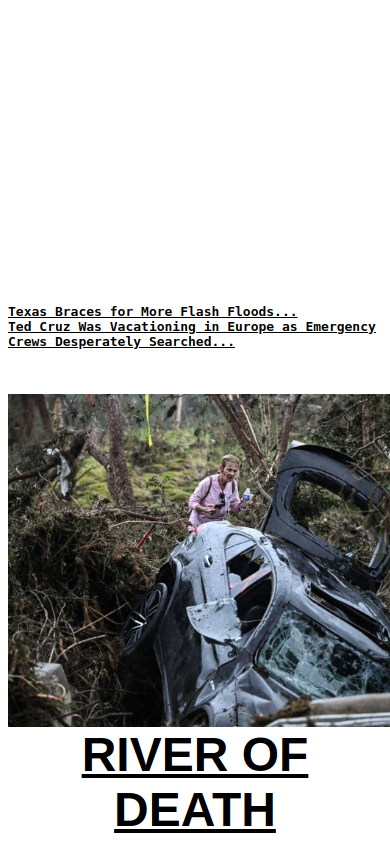 Texas Braces for More Flash Floods...
Ted Cruz Was Vacationing in Europe as Emergency
Crews Desperately Searched...
RIVER OF
DEATH